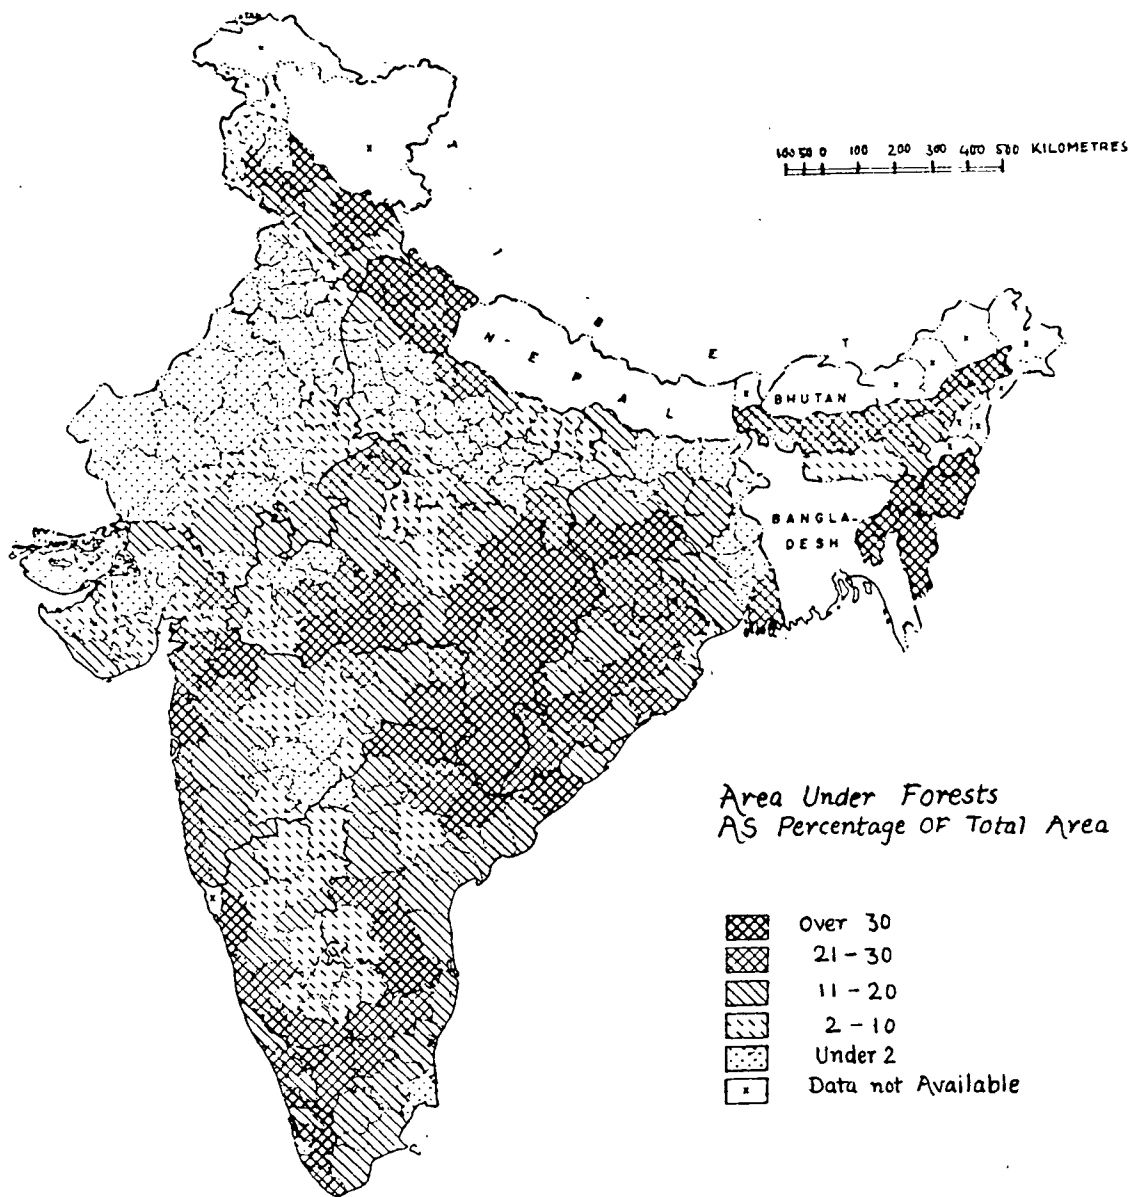 100 50 0 100 200 300 400 500 KILOMETRES
T I B E T
N E P A L
BHUTAN
BANGLA-
DESH
Area Under Forests
AS Percentage OF Total Area
Over 30
21-30
11-20
2-10
Under 2
x Data not Available